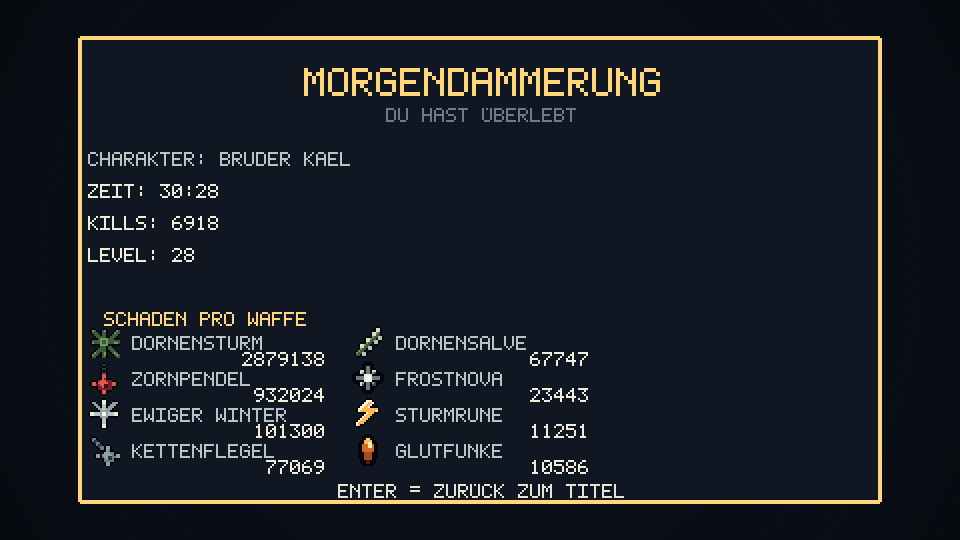 MORGENDAMMERUNG
DU HAST ÜBERLEBT
CHARAKTER: BRUDER KAEL
ZEIT: 30:28
KILLS: 6918
LEVEL: 28
SCHADEN PRO WAFFE
DORNENSTURM
2879138
ZORNPENDEL
932024
EWIGER WINTER
101300
KETTENFLEGEL
77069
DORNENSALVE
67747
FROSTNOVA
23443
STURMRUNE
11251
GLUTFUNKE
10586
ENTER = ZURÜCK ZUM TITEL